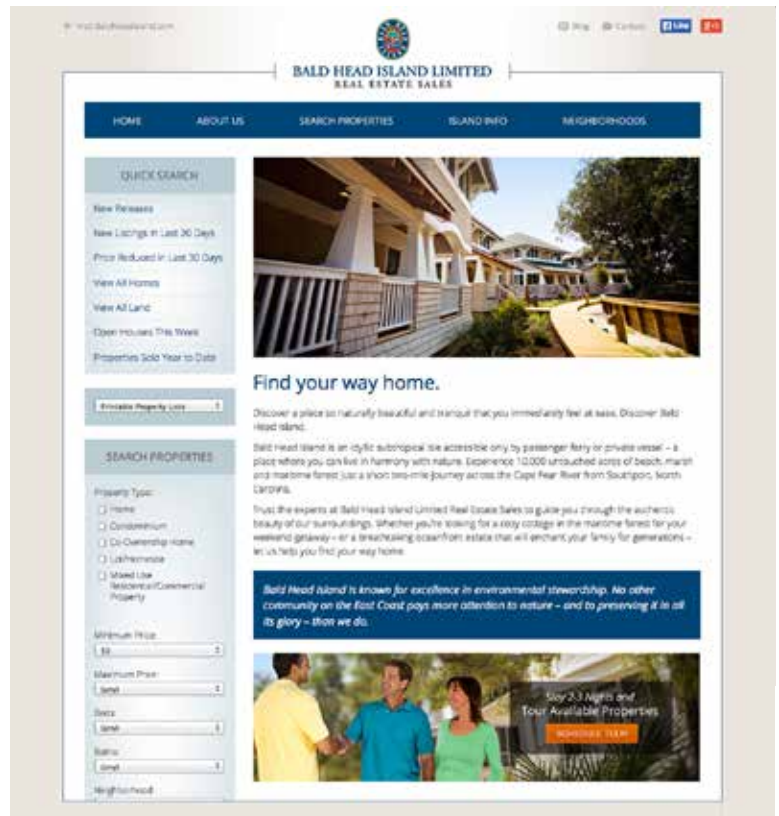 Visit BaldHeadIsland.com
Blog
Contact
Like
BALD HEAD ISLAND LIMITED
REAL ESTATE SALES
HOME
ABOUT US
SEARCH PROPERTIES
ISLAND INFO
NEIGHBORHOODS
QUICK SEARCH
New Releases
New Listings in Last 30 Days
Price Reduced in Last 30 Days
View All Homes
View All Land
Open Houses This Week
Properties Sold Year to Date
Printable Property Lists
SEARCH PROPERTIES
Property Type:
Home
Condominium
Co-Ownership Home
Lot/Homesite
Mixed Use
Residential/Commercial
Property
Minimum Price:
$0
Maximum Price:
Beds:
Baths:
Neighborhood:
Find your way home.
Discover a place so naturally beautiful and tranquil that you immediately feel at ease. Discover Bald
Head Island.
Bald Head Island is an idyllic subtropical isle accessible only by passenger ferry or private vessel – a
place where you can live in harmony with nature. Experience 10,000 untouched acres of beach, marsh
and maritime forest just a short two-mile journey across the Cape Fear River from Southport, North
Carolina.
Trust the experts at Bald Head Island Limited Real Estate Sales to guide you through the authentic
beauty of our surroundings. Whether you're looking for a cozy cottage in the maritime forest for your
weekend getaway – or a breathtaking oceanfront estate that will enchant your family for generations –
let us help you find your way home.
Bald Head Island is known for excellence in environmental stewardship. No other
community on the East Coast pays more attention to nature – and to preserving it in all
its glory – than we do.
Stay 2-3 Nights and
Tour Available Properties
SCHEDULE TOUR